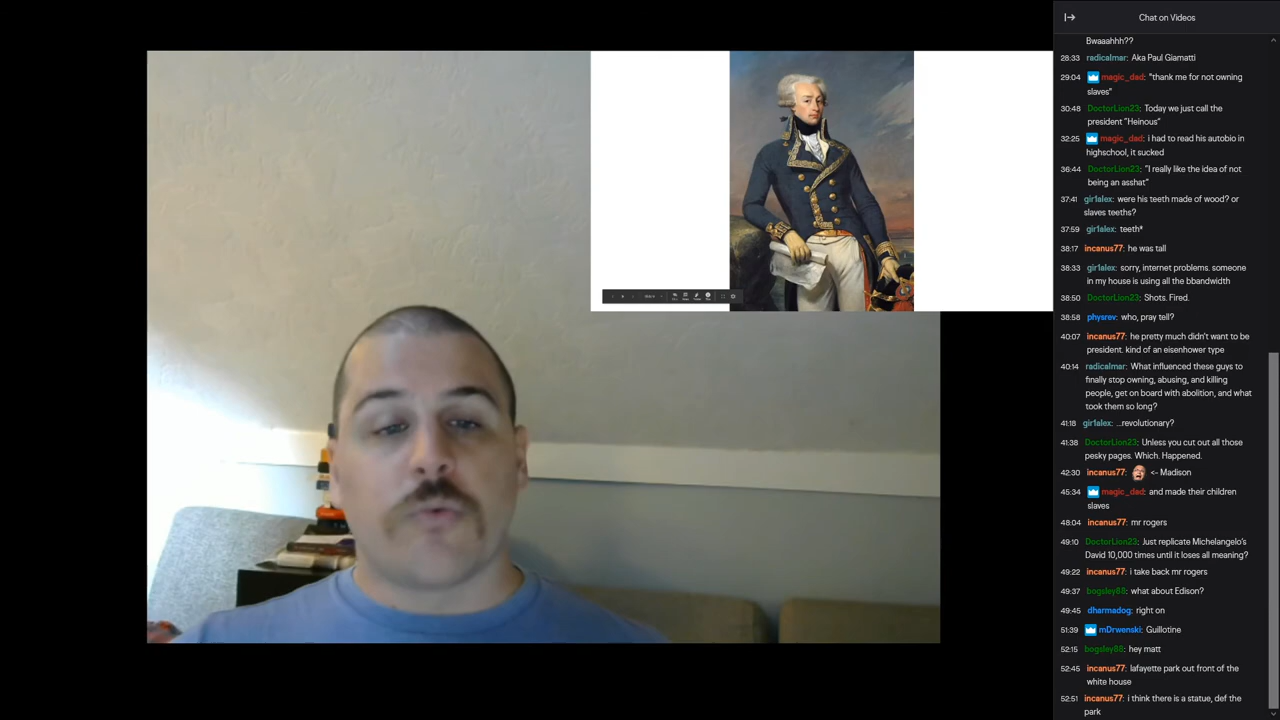 Chat on Videos
Bwaaahhh??
28:33 radicalmar: Aka Paul Giamatti
29:04 magic_dad: "thank me for not owning
slaves"
30:48 DoctorLion23: Today we just call the
president "Heinous"
32:25 magic_dad: i had to read his autobio in
highschool, it sucked
36:44 DoctorLion23: "I really like the idea of not
being an asshat"
37:41 gir1alex: were his teeth made of wood? or
slaves teeths?
37:59 gir1alex: teeth*
38:17 incanus77: he was tall
38:33 gir1alex: sorry, internet problems. someone
in my house is using all the bbandwidth
38:50 DoctorLion23: Shots. Fired.
38:58 physrev: who, pray tell?
40:07 incanus77: he pretty much didn't want to be
president. kind of an eisenhower type
40:14 radicalmar: What influenced these guys to
finally stop owning, abusing, and killing
people, get on board with abolition, and what
took them so long?
41:18 gir1alex: ...revolutionary?
41:38 DoctorLion23: Unless you cut out all those
pesky pages. Which. Happened.
42:30 incanus77: <- Madison
45:34 magic_dad: and made their children
slaves
48:04 incanus77: mr rogers
49:10 DoctorLion23: Just replicate Michelangelo's
David 10,000 times until it loses all meaning?
49:22 incanus77: i take back mr rogers
49:37 bogsley88: what about Edison?
49:45 dharmadog: right on
51:39 mDrwenski: Guillotine
52:15 bogsley88: hey matt
52:45 incanus77: lafayette park out front of the
white house
52:51 incanus77: i think there is a statue, def the
park